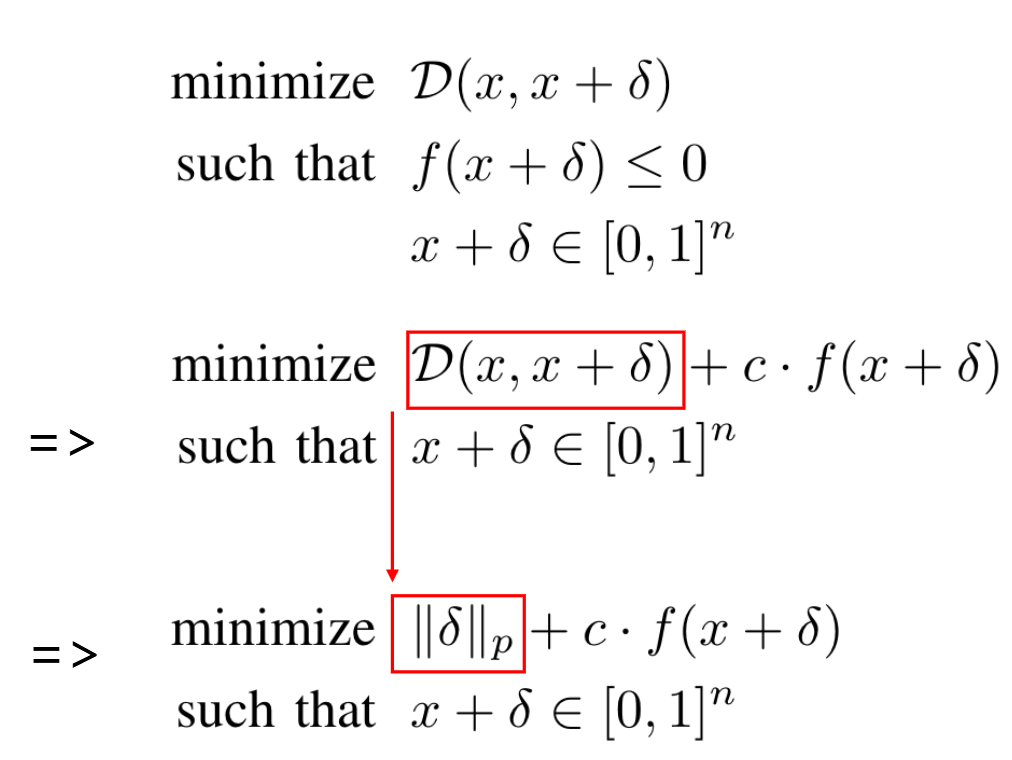 minimize 𝒟(x, x + δ)
such that f(x + δ) ≤ 0
x + δ ∈ [0, 1]ⁿ
minimize 𝒟(x, x + δ) + c · f(x + δ)
=> such that x + δ ∈ [0, 1]ⁿ
=> minimize ‖δ‖ₚ + c · f(x + δ)
such that x + δ ∈ [0, 1]ⁿ